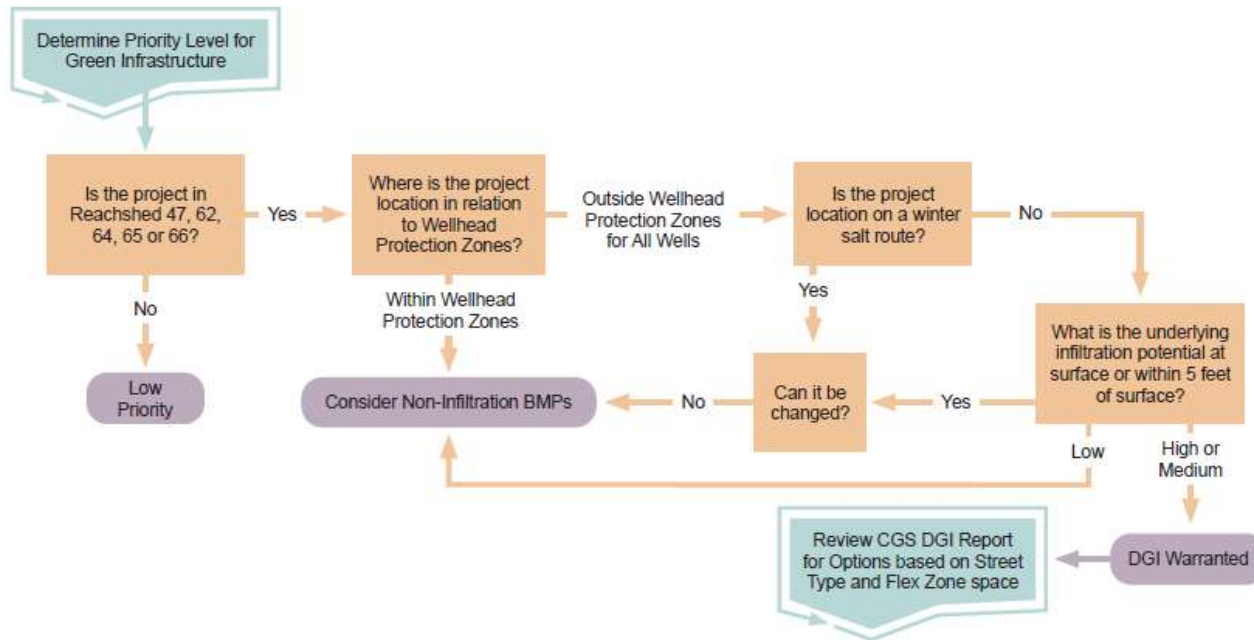 Determine Priority Level for
Green Infrastructure
Is the project in
Reachshed 47, 62,
64, 65 or 66?
Yes
Where is the project
location in relation
to Wellhead
Protection Zones?
Outside Wellhead
Protection Zones
for All Wells
Is the project
location on a winter
salt route?
No
No
Within Wellhead
Protection Zones
Yes
What is the underlying
infiltration potential at
surface or within 5 feet
of surface?
Low
Priority
Consider Non-Infiltration BMPs
No
Can it be
changed?
Yes
Low
High or
Medium
Review CGS DGI Report
for Options based on Street
Type and Flex Zone space
DGI Warranted